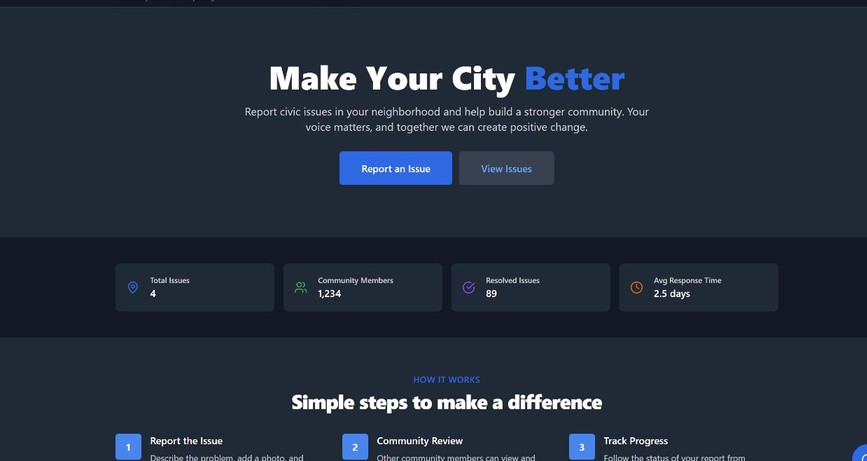 Make Your City Better
Report civic issues in your neighborhood and help build a stronger community. Your
voice matters, and together we can create positive change.
Report an Issue
View Issues
Total Issues
4
Community Members
1,234
Resolved Issues
89
Avg Response Time
2.5 days
HOW IT WORKS
Simple steps to make a difference
1
Report the Issue
Describe the problem, add a photo, and
2
Community Review
Other community members can view and
3
Track Progress
Follow the status of your report from